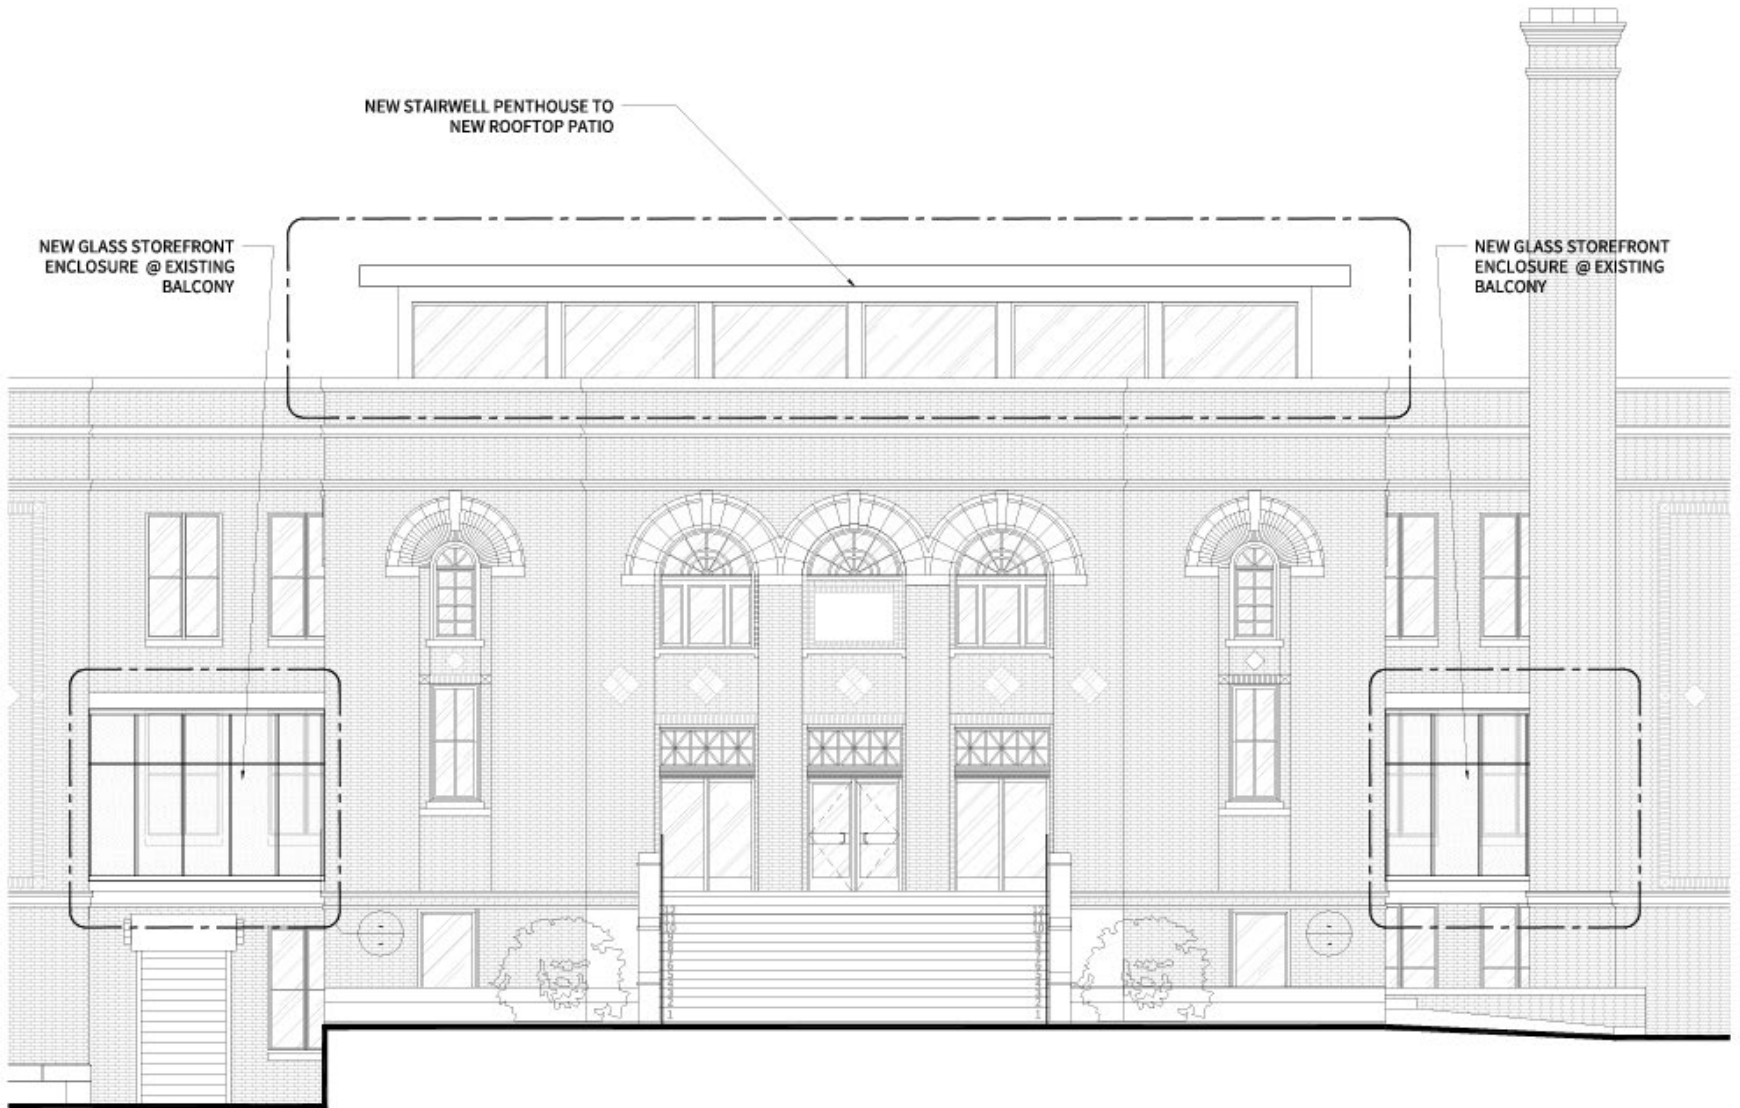 NEW STAIRWELL PENTHOUSE TO
NEW ROOFTOP PATIO
NEW GLASS STOREFRONT
ENCLOSURE @ EXISTING
BALCONY
NEW GLASS STOREFRONT
ENCLOSURE @ EXISTING
BALCONY